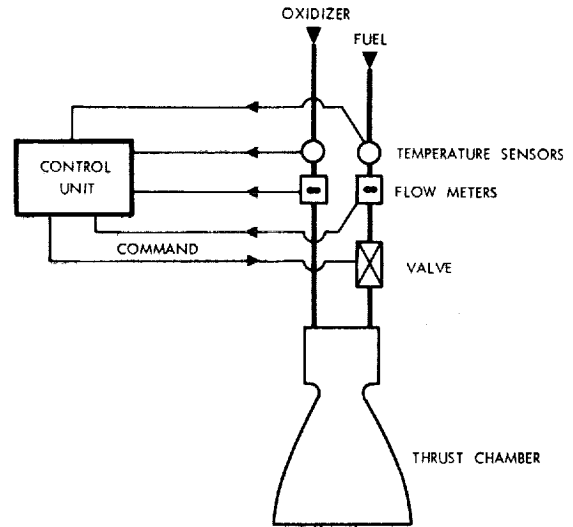 OXIDIZER
FUEL
TEMPERATURE SENSORS
CONTROL
UNIT
FLOW METERS
COMMAND
VALVE
THRUST CHAMBER